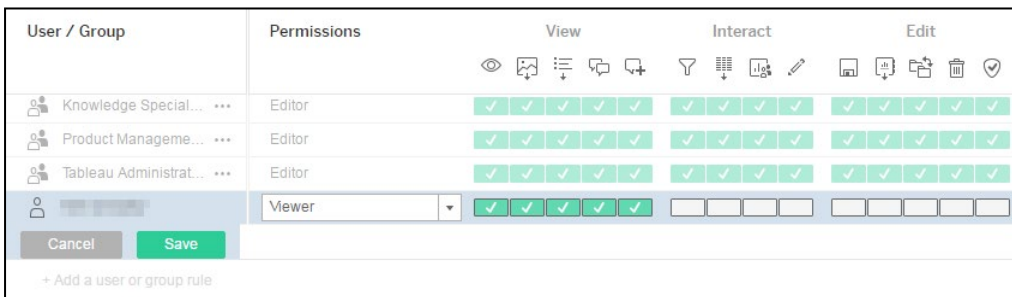 User / Group Permissions View Interact Edit
Knowledge Special... ••• Editor
Product Manageme... ••• Editor
Tableau Administrat... ••• Editor
Viewer
Cancel Save
+ Add a user or group rule